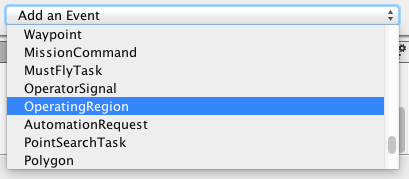 Add an Event
Waypoint
MissionCommand
MustFlyTask
OperatorSignal
OperatingRegion
AutomationRequest
PointSearchTask
Polygon